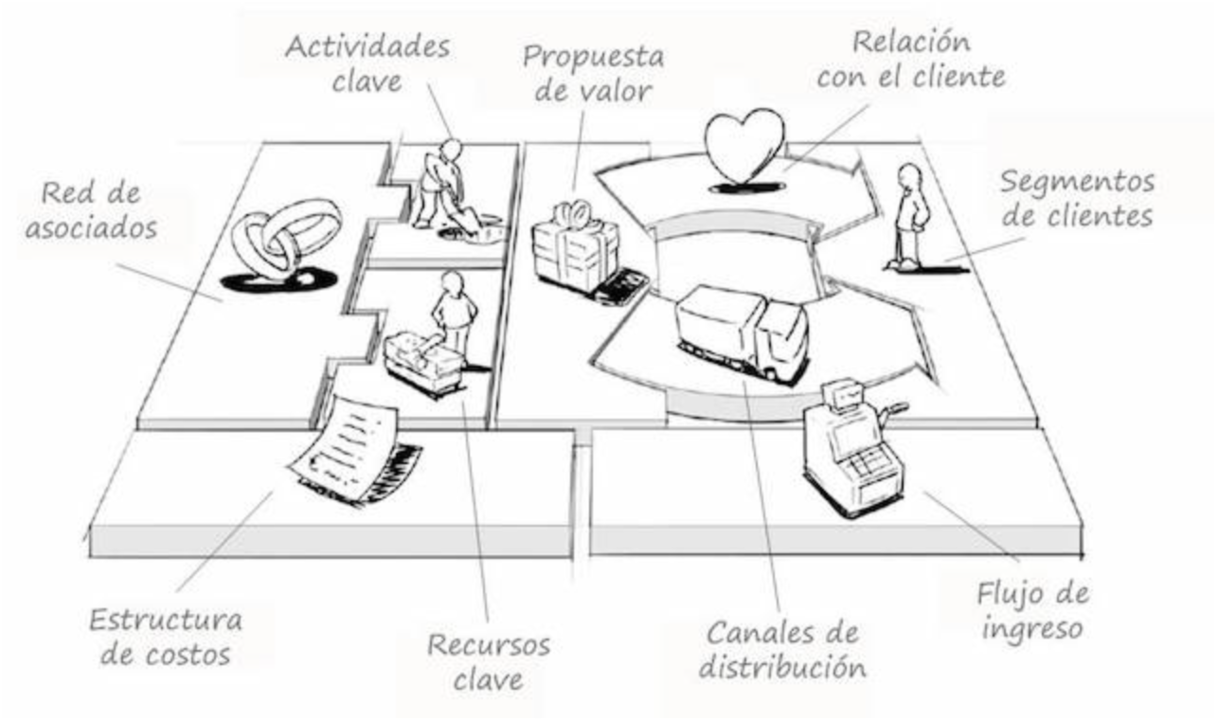 Actividades
clave
Propuesta
de valor
Relación
con el cliente
Red de
asociados
Segmentos
de clientes
Estructura
de costos
Recursos
clave
Canales de
distribución
Flujo de
ingreso